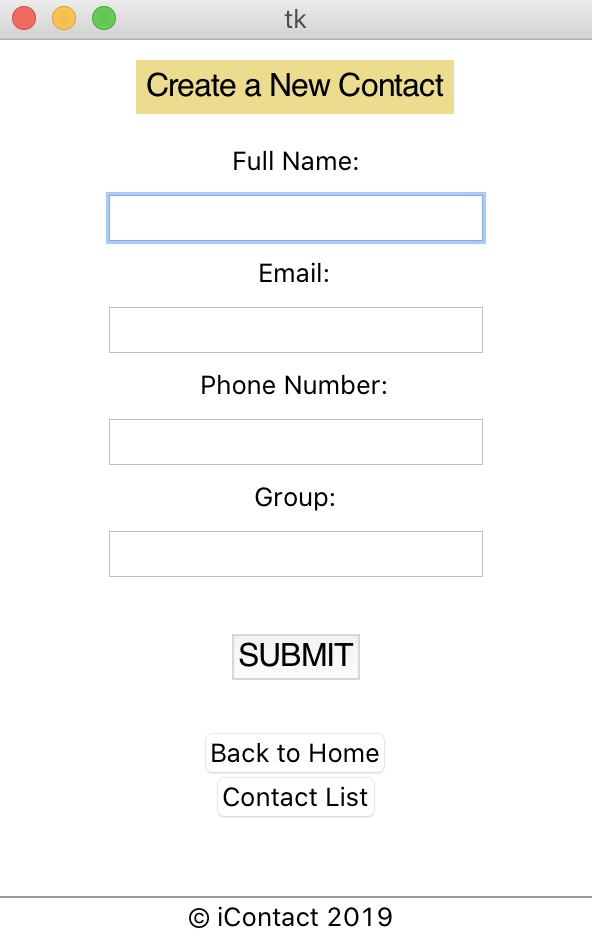 tk
Create a New Contact
Full Name:
Email:
Phone Number:
Group:
SUBMIT
Back to Home
Contact List
© iContact 2019